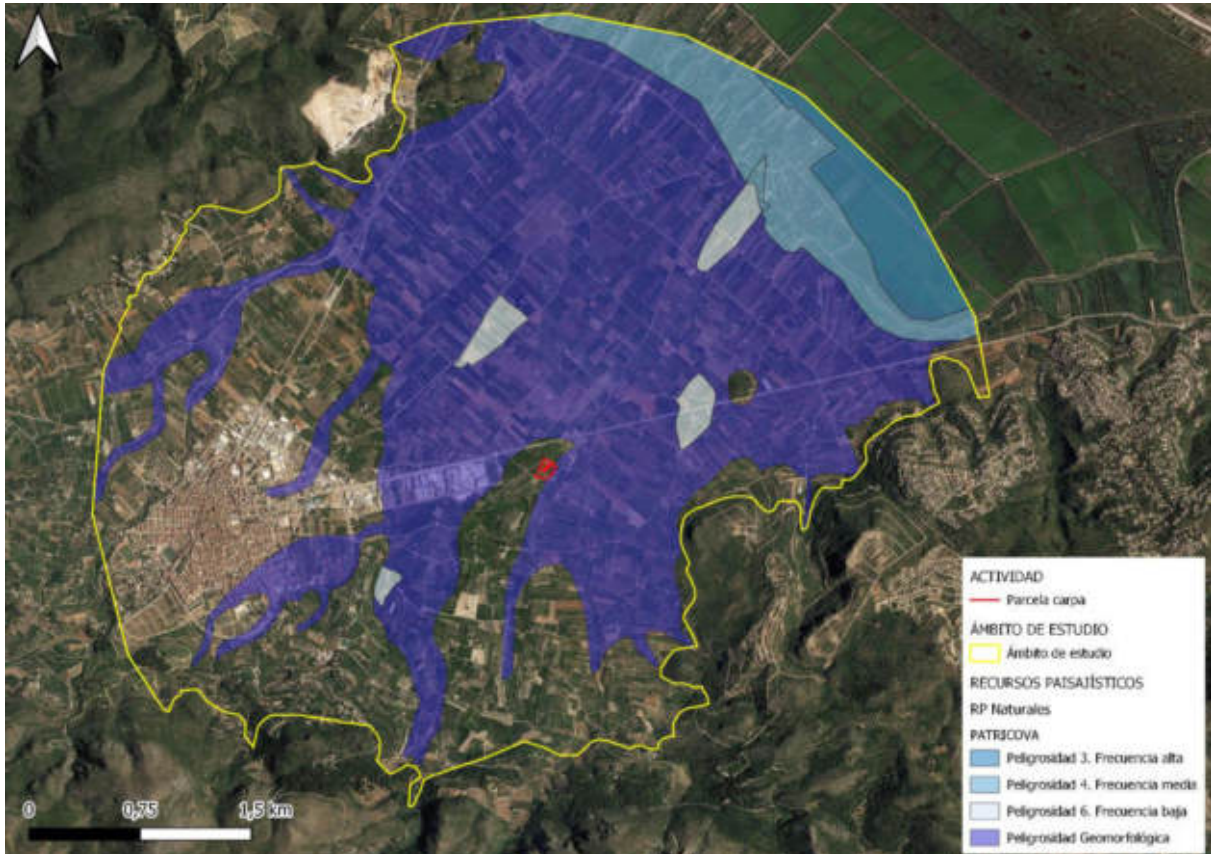 ACTIVIDAD
Parcela carpa
ÁMBITO DE ESTUDIO
Ámbito de estudio
RECURSOS PAISAJÍSTICOS
RP Naturales
PATRICOVA
Peligrosidad 3. Frecuencia alta
Peligrosidad 4. Frecuencia media
Peligrosidad 6. Frecuencia baja
Peligrosidad Geomorfológica
0 0,75 1,5 km